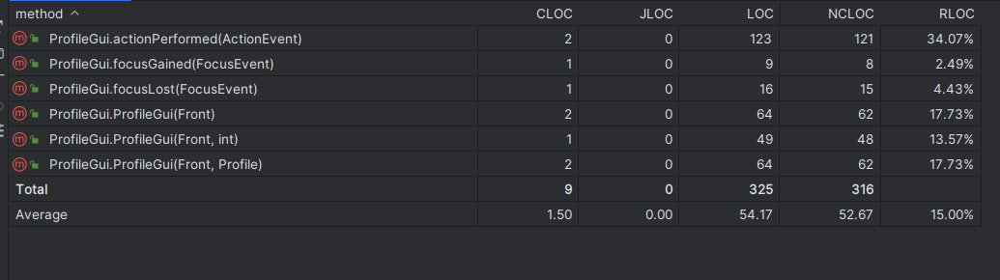 method CLOC JLOC LOC NCLOC RLOC
m ProfileGui.actionPerformed(ActionEvent) 2 0 123 121 34.07%
m ProfileGui.focusGained(FocusEvent) 1 0 9 8 2.49%
m ProfileGui.focusLost(FocusEvent) 1 0 16 15 4.43%
m ProfileGui.ProfileGui(Front) 2 0 64 62 17.73%
m ProfileGui.ProfileGui(Front, int) 1 0 49 48 13.57%
m ProfileGui.ProfileGui(Front, Profile) 2 0 64 62 17.73%
Total 9 0 325 316
Average 1.50 0.00 54.17 52.67 15.00%